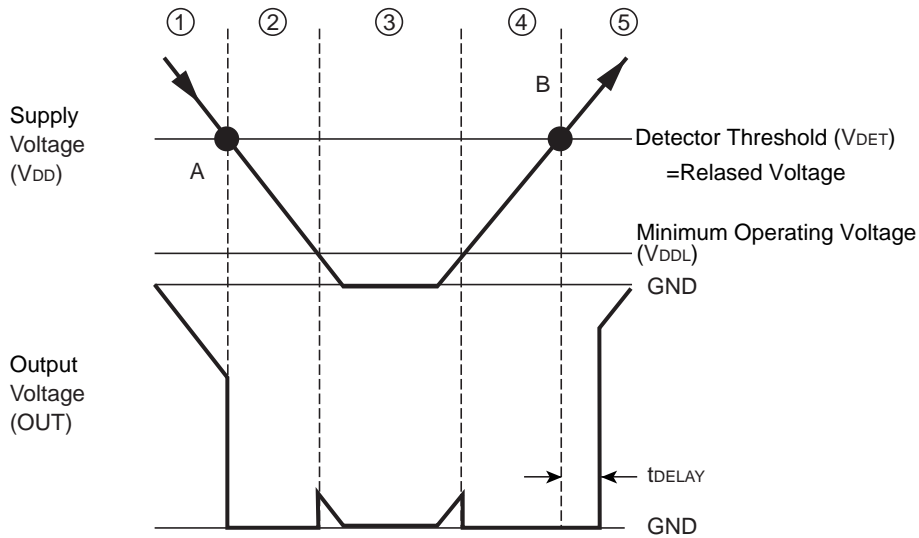 ① ② ③ ④ ⑤
Supply
Voltage
(VDD)
A
B
Detector Threshold (VDET)
=Relased Voltage
Minimum Operating Voltage
(VDDL)
GND
Output
Voltage
(OUT)
tDELAY
GND